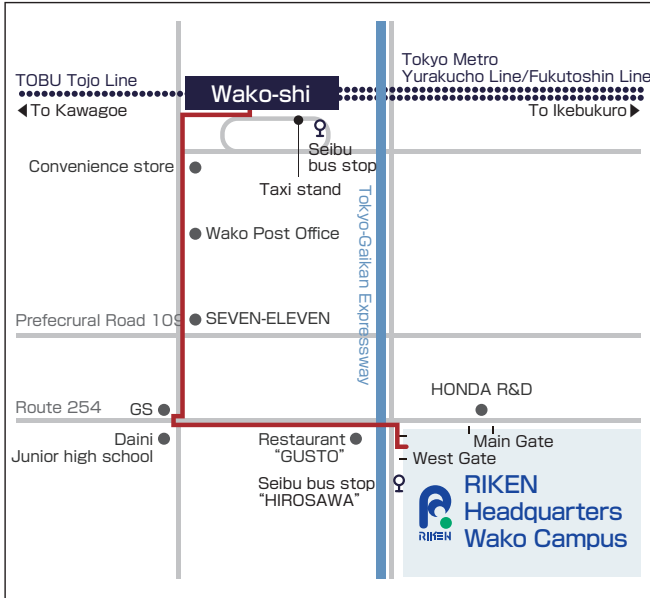 TOBU Tojo Line
Wako-shi
Tokyo Metro
Yurakucho Line/Fukutoshin Line
◀To Kawagoe
To Ikebukuro▶
Seibu
bus stop
Convenience store
Taxi stand
Tokyo-Gaikan Expressway
Wako Post Office
Prefecrural Road 109
SEVEN-ELEVEN
HONDA R&D
Route 254
GS
Daini
Junior high school
Restaurant
“GUSTO”
Main Gate
West Gate
Seibu bus stop
“HIROSAWA”
RIKEN
RIKEN
Headquarters
Wako Campus